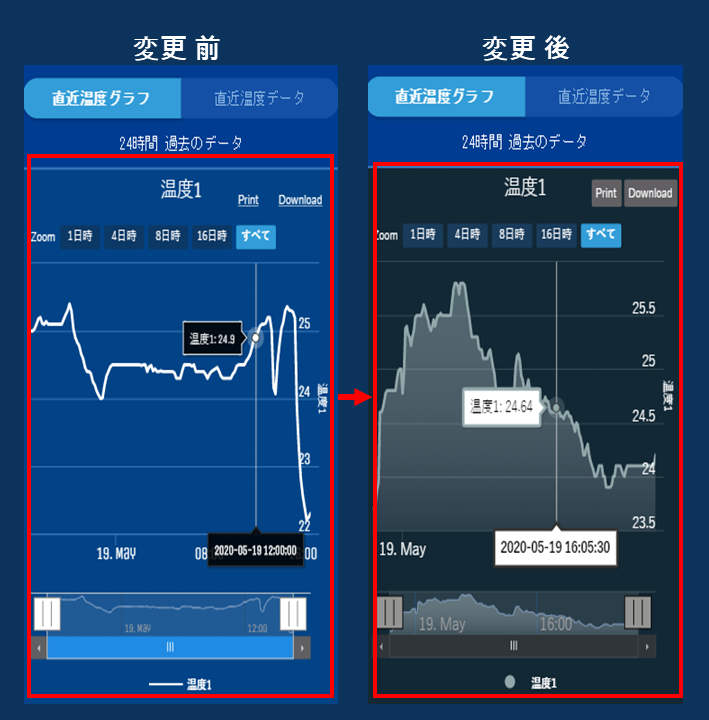 変更 前
変更 後
直近温度グラフ
直近温度データ
24時間 過去のデータ
温度1
Print
Download
Zoom
1日時
4日時
8日時
16日時
すべて
温度1: 24.9
25
24
23
22
温度1
2020-05-19 12:00:00
19. May
19. May
12:00
温度1
直近温度グラフ
直近温度データ
24時間 過去のデータ
温度1
Print
Download
Zoom
1日時
4日時
8日時
16日時
すべて
温度1: 24.64
25.5
25
24.5
24
23.5
温度1
2020-05-19 16:05:30
19. May
19. May
16:00
温度1